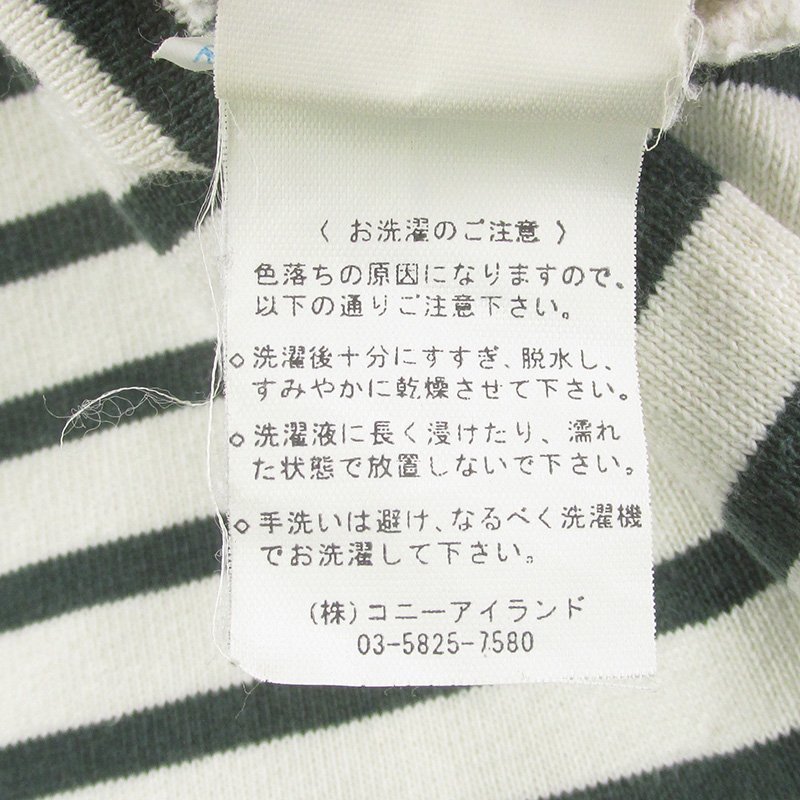 〈 お洗濯のご注意 〉
色落ちの原因になりますので、
以下の通りご注意下さい。
◇洗濯後十分にすすぎ、脱水し、
すみやかに乾燥させて下さい。
◇洗濯液に長く浸けたり、濡れ
た状態で放置しないで下さい。
◇手洗いは避け、なるべく洗濯機
でお洗濯して下さい。
(株)コニーアイランド
03-5825-7580